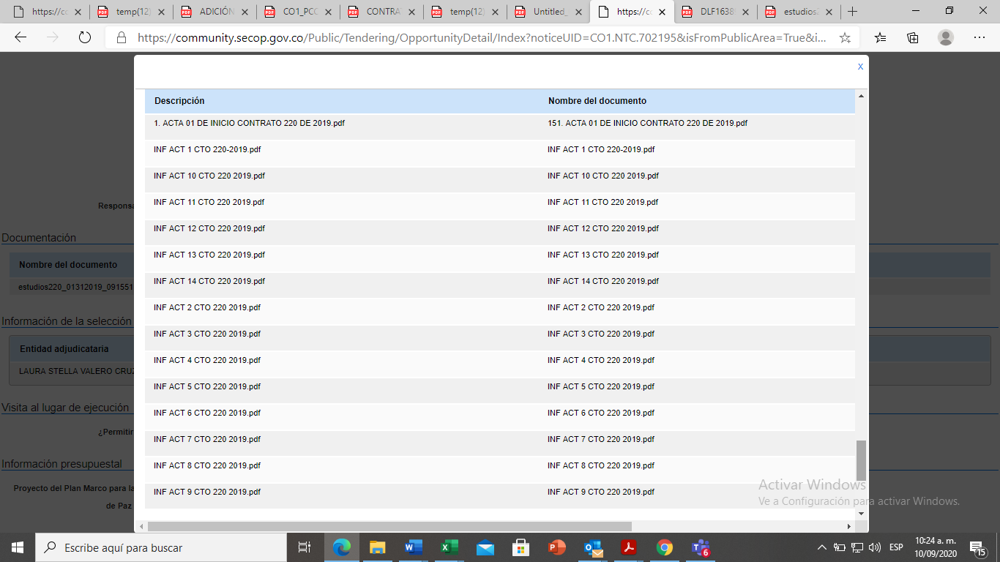 https://cc
temp(12)
ADICIÓN
CO1_PCC
CONTRAT
temp(12)
Untitled_
https://cc
DLF1638
estudios2
https://community.secop.gov.co/Public/Tendering/OpportunityDetail/Index?noticeUID=CO1.NTC.702195&isFromPublicArea=True&i...
X
Descripción Nombre del documento
1. ACTA 01 DE INICIO CONTRATO 220 DE 2019.pdf 151. ACTA 01 DE INICIO CONTRATO 220 DE 2019.pdf
INF ACT 1 CTO 220-2019.pdf INF ACT 1 CTO 220-2019.pdf
INF ACT 10 CTO 220 2019.pdf INF ACT 10 CTO 220 2019.pdf
INF ACT 11 CTO 220 2019.pdf INF ACT 11 CTO 220 2019.pdf
INF ACT 12 CTO 220 2019.pdf INF ACT 12 CTO 220 2019.pdf
INF ACT 13 CTO 220 2019.pdf INF ACT 13 CTO 220 2019.pdf
INF ACT 14 CTO 220 2019.pdf INF ACT 14 CTO 220 2019.pdf
INF ACT 2 CTO 220 2019.pdf INF ACT 2 CTO 220 2019.pdf
INF ACT 3 CTO 220 2019.pdf INF ACT 3 CTO 220 2019.pdf
INF ACT 4 CTO 220 2019.pdf INF ACT 4 CTO 220 2019.pdf
INF ACT 5 CTO 220 2019.pdf INF ACT 5 CTO 220 2019.pdf
INF ACT 6 CTO 220 2019.pdf INF ACT 6 CTO 220 2019.pdf
INF ACT 7 CTO 220 2019.pdf INF ACT 7 CTO 220 2019.pdf
INF ACT 8 CTO 220 2019.pdf INF ACT 8 CTO 220 2019.pdf
INF ACT 9 CTO 220 2019.pdf INF ACT 9 CTO 220 2019.pdf
Responsa
Documentación
Nombre del documento
estudios220_01312019_091551
Información de la selección
Entidad adjudicataria
LAURA STELLA VALERO CRUZ
Visita al lugar de ejecución
¿Permitir
Información presupuestal
Proyecto del Plan Marco para la
de Paz
Activar Windows
Ve a Configuración para activar Windows.
Escribe aquí para buscar
6
ESP
10:24 a. m.
10/09/2020
15